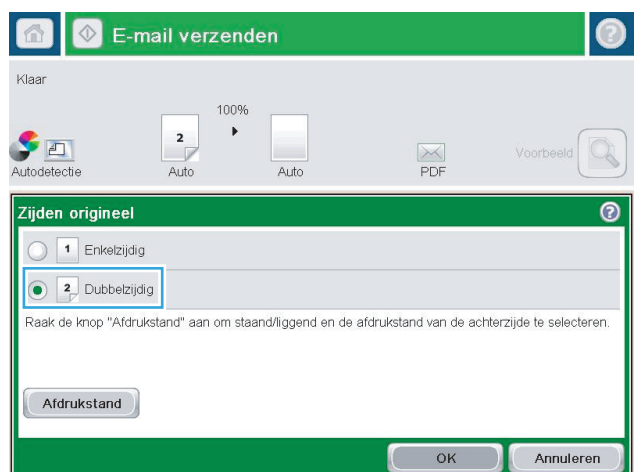 E-mail verzenden
Klaar
100%
2
Autodetectie
Auto
Auto
PDF
Voorbeeld
Zijden origineel
1 Enkelzijdig
2 Dubbelzijdig
Raak de knop "Afdrukstand" aan om staand/liggend en de afdrukstand van de achterzijde te selecteren.
Afdrukstand
OK
Annuleren